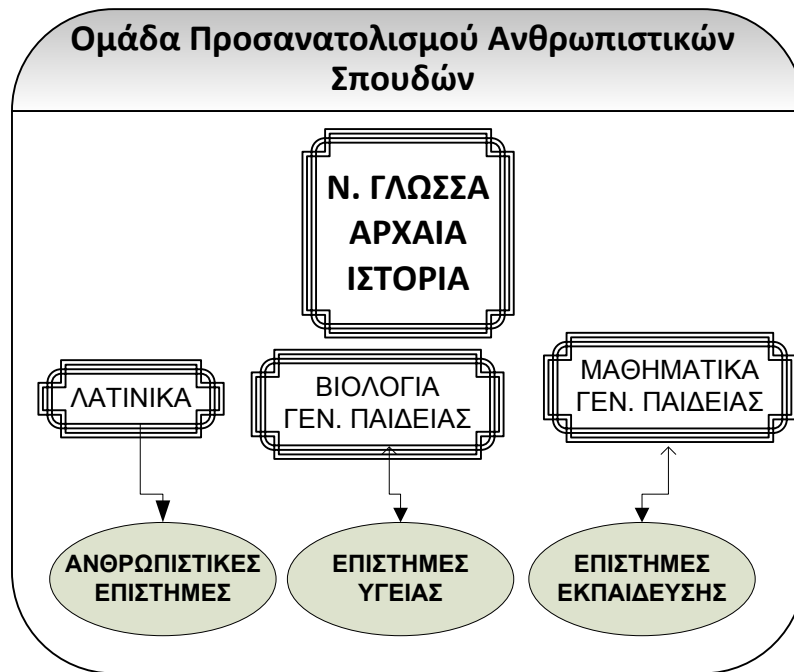 Ομάδα Προσανατολισμού Ανθρωπιστικών
Σπουδών
Ν. ΓΛΩΣΣΑ
ΑΡΧΑΙΑ
ΙΣΤΟΡΙΑ
ΛΑΤΙΝΙΚΑ
ΒΙΟΛΟΓΙΑ
ΓΕΝ. ΠΑΙΔΕΙΑΣ
ΜΑΘΗΜΑΤΙΚΑ
ΓΕΝ. ΠΑΙΔΕΙΑΣ
ΑΝΘΡΩΠΙΣΤΙΚΕΣ
ΕΠΙΣΤΗΜΕΣ
ΕΠΙΣΤΗΜΕΣ
ΥΓΕΙΑΣ
ΕΠΙΣΤΗΜΕΣ
ΕΚΠΑΙΔΕΥΣΗΣ